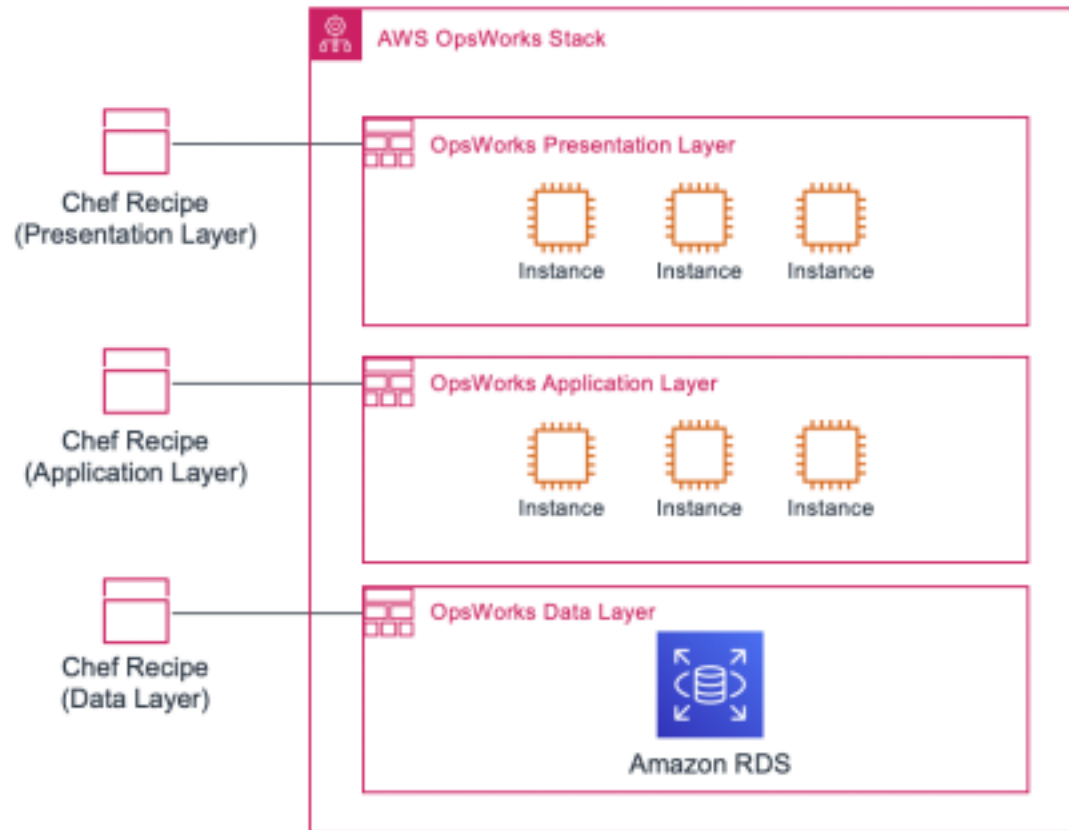 AWS OpsWorks Stack
OpsWorks Presentation Layer
Chef Recipe
(Presentation Layer)
Instance
Instance
Instance
OpsWorks Application Layer
Chef Recipe
(Application Layer)
Instance
Instance
Instance
OpsWorks Data Layer
Chef Recipe
(Data Layer)
Amazon RDS